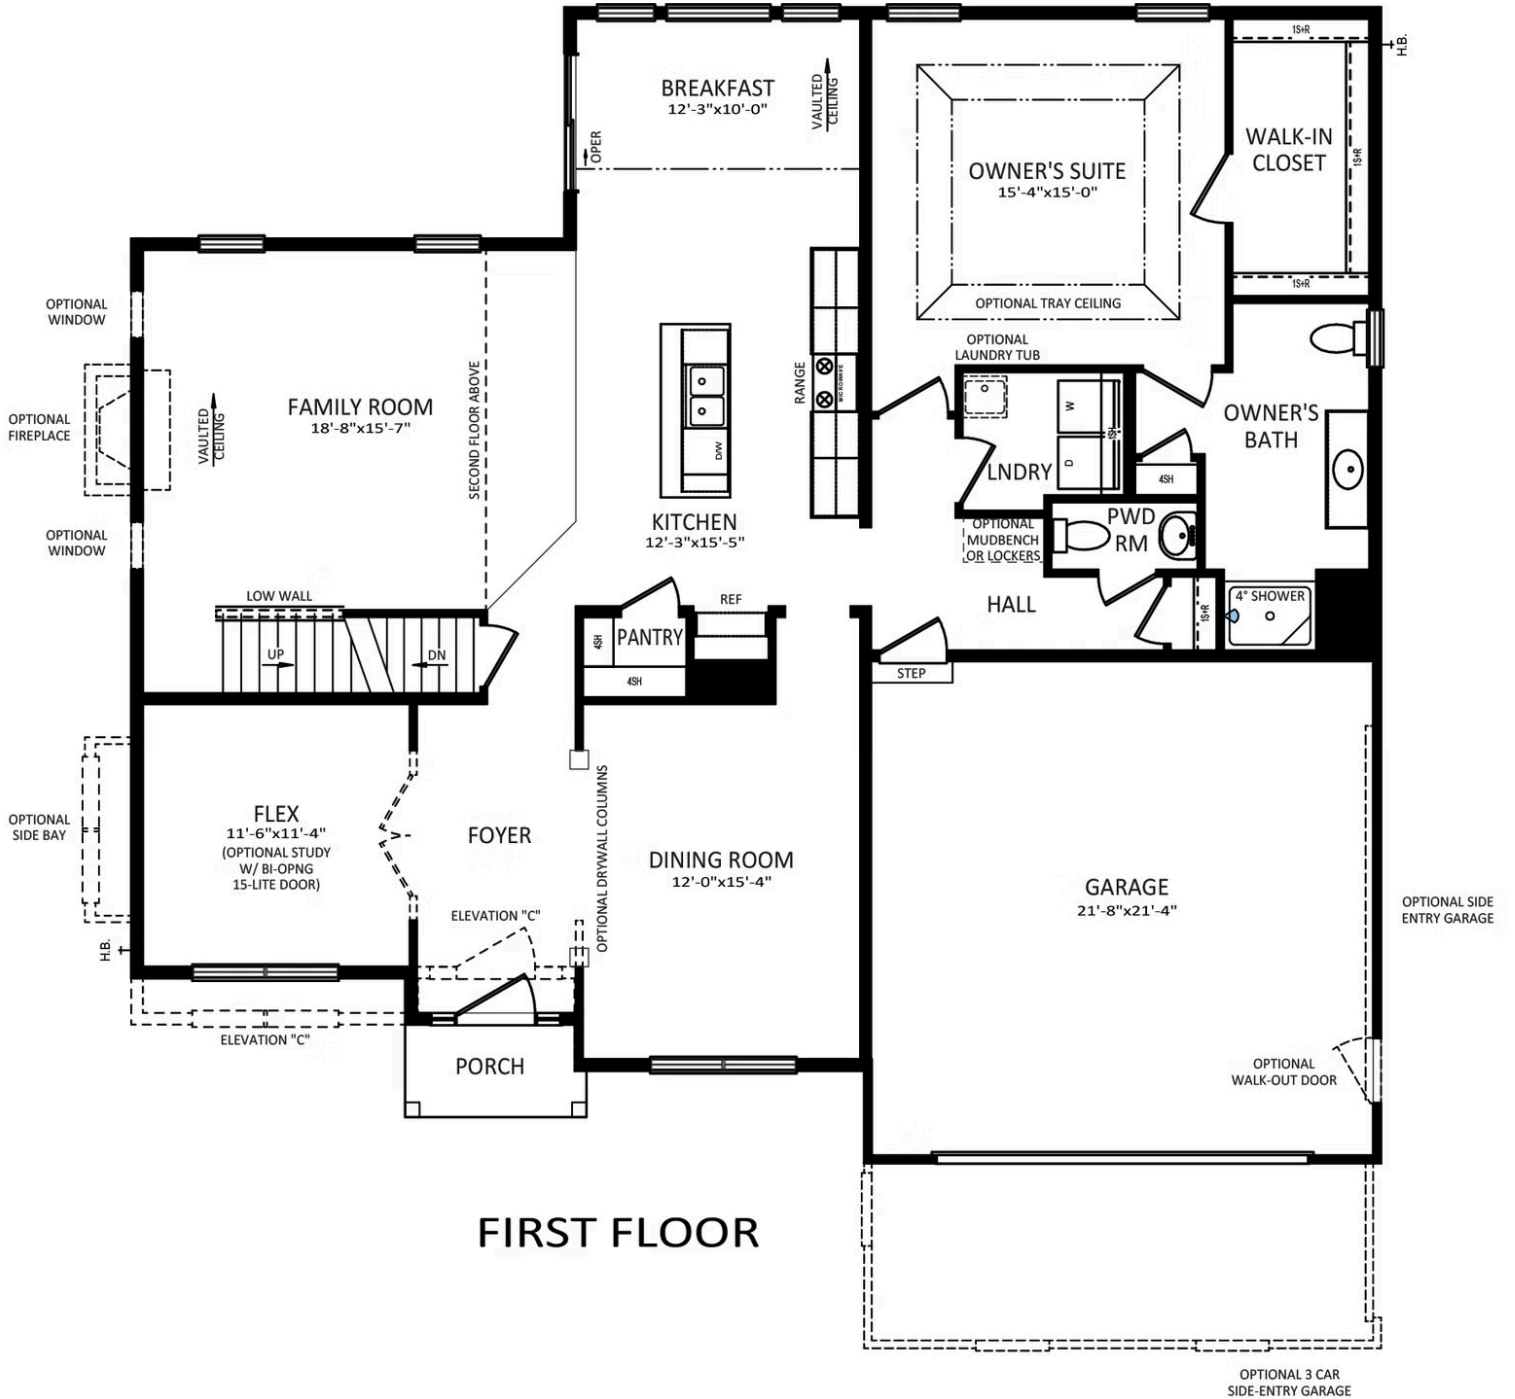 1S+R
H.B.
BREAKFAST
12'-3"x10'-0"
VAULTED
CEILING
OPER
WALK-IN
CLOSET
1S+R
OWNER'S SUITE
15'-4"x15'-0"
1S+R
OPTIONAL TRAY CEILING
OPTIONAL
WINDOW
OPTIONAL
LAUNDRY TUB
RANGE
MICROWAVE
SECOND FLOOR ABOVE
FAMILY ROOM
18'-8"x15'-7"
VAULTED
CEILING
OPTIONAL
FIREPLACE
W
1SH
D
LNDRY
OWNER'S
BATH
D/W
4SH
OPTIONAL
WINDOW
KITCHEN
12'-3"x15'-5"
PWD
RM
OPTIONAL
MUDBENCH
OR LOCKERS
LOW WALL
REF
HALL
1S+R
4° SHOWER
UP
DN
4SH
PANTRY
4SH
STEP
OPTIONAL
SIDE BAY
FLEX
11'-6"x11'-4"
(OPTIONAL STUDY
W/ BI-OPNG
15-LITE DOOR)
FOYER
OPTIONAL DRYWALL COLUMNS
DINING ROOM
12'-0"x15'-4"
GARAGE
21'-8"x21'-4"
OPTIONAL SIDE
ENTRY GARAGE
ELEVATION "C"
H.B.
ELEVATION "C"
PORCH
OPTIONAL
WALK-OUT DOOR
FIRST FLOOR
OPTIONAL 3 CAR
SIDE-ENTRY GARAGE